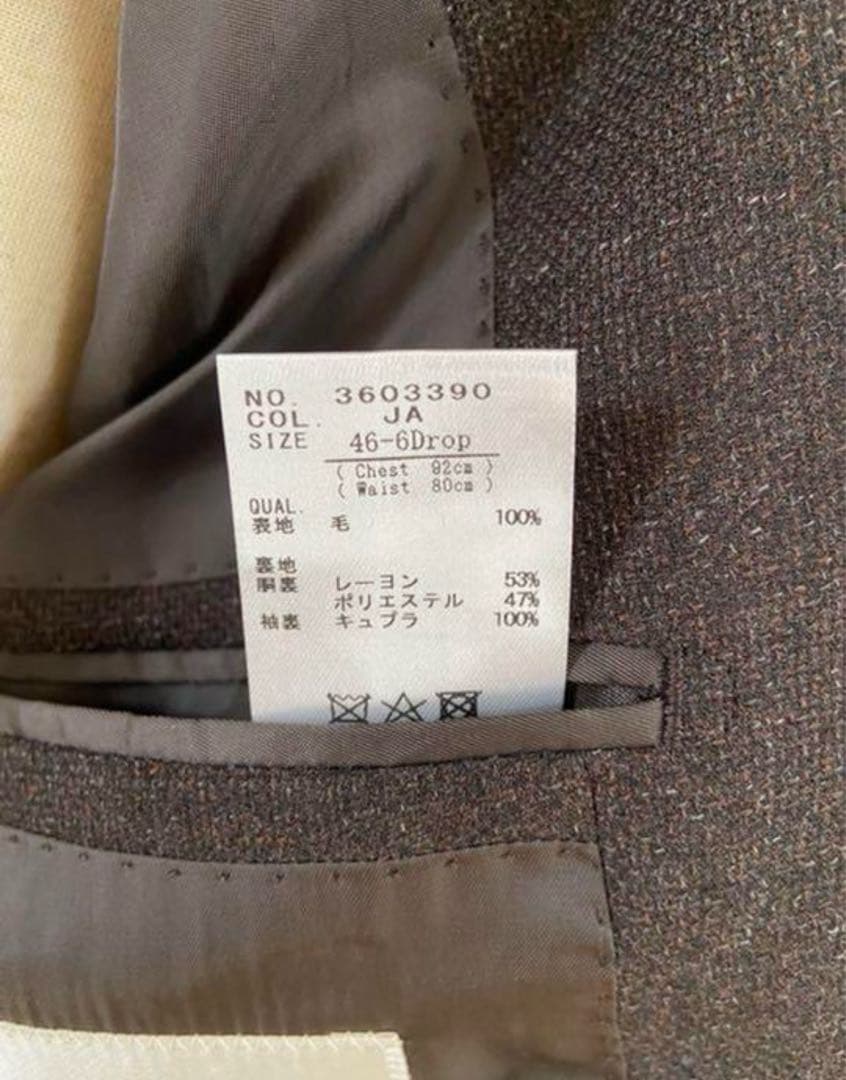 NO. 3603390
COL. JA
SIZE 46-6Drop
( Chest 92cm )
( Waist 80cm )
QUAL.
表地 毛 100%
裏地
胴裏 レーヨン 53%
ポリエステル 47%
袖裏 キュプラ 100%